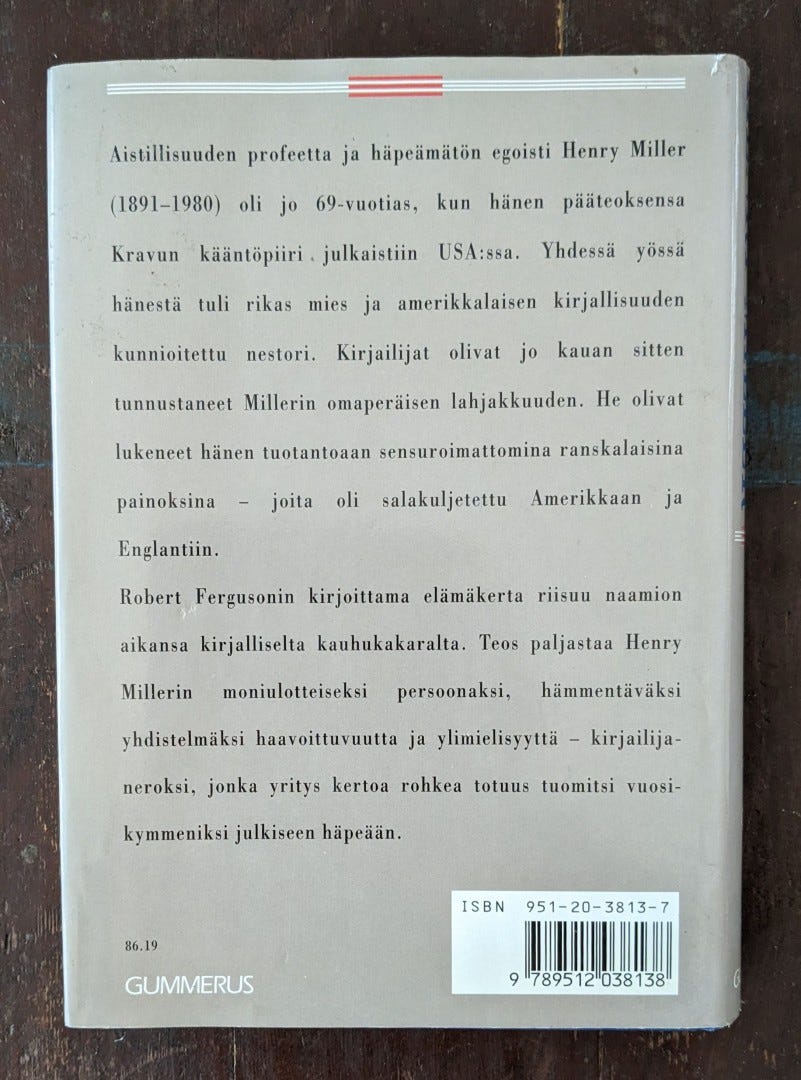 Aistillisuuden profeetta ja häpeämätön egoisti Henry Miller
(1891–1980) oli jo 69-vuotias, kun hänen pääteoksensa
Kravun kääntöpiiri julkaistiin USA:ssa. Yhdessä yössä
hänestä tuli rikas mies ja amerikkalaisen kirjallisuuden
kunnioitettu nestori. Kirjailijat olivat jo kauan sitten
tunnustaneet Millerin omaperäisen lahjakkuuden. He olivat
lukeneet hänen tuotantoaan sensuroimattomina ranskalaisina
painoksina – joita oli salakuljetettu Amerikkaan ja
Englantiin.
Robert Fergusonin kirjoittama elämäkerta riisuu naamion
aikansa kirjalliselta kauhukakaralta. Teos paljastaa Henry
Millerin moniulotteiseksi persoonaksi, hämmentäväksi
yhdistelmäksi haavoittuvuutta ja ylimielisyyttä – kirjailija-
neroksi, jonka yritys kertoa rohkea totuus tuomitsi vuosi-
kymmeniksi julkiseen häpeään.
ISBN 951-20-3813-7
9 789512 038138
86.19
GUMMERUS